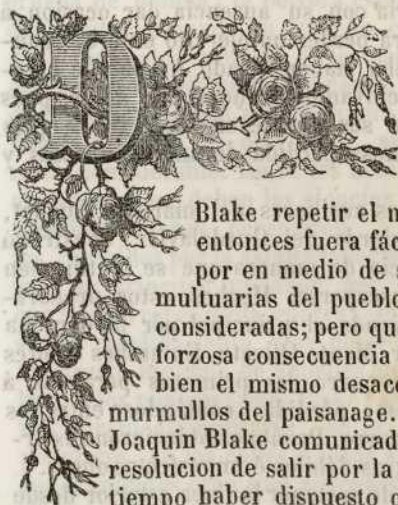 D
Blake repetir el m
entonces fuera fác
por en medio de s
multuarias del pueblo
consideradas; pero qu
forzosa consecuencia
bien el mismo desac
murmullos del paisanage.
Joaquin Blake comunicad
resolucion de salir por la
tiempo haber dispuesto